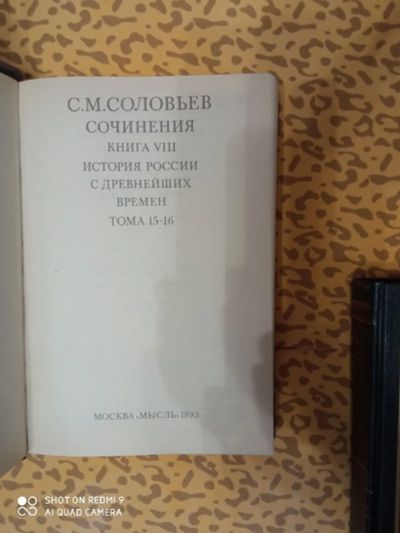 С.М.СОЛОВЬЕВ
СОЧИНЕНИЯ
КНИГА VIII
ИСТОРИЯ РОССИИ
С ДРЕВНЕЙШИХ
ВРЕМЕН
ТОМА 15-16
МОСКВА «МЫСЛЬ» 1993
SHOT ON REDMI 9
AI QUAD CAMERA